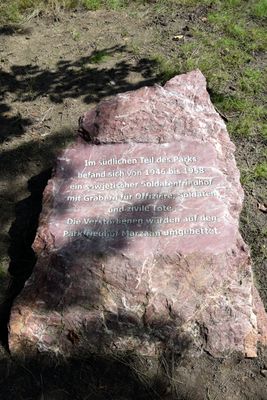 Im südlichen Teil des Parks
befand sich von 1946 bis 1958
ein sowjetischer Soldatenfriedhof
mit Gräbern für Offiziere, Soldaten
und zivile Tote.
Die Verstorbenen wurden auf den
Parkfriedhof Marzahn umgebettet.